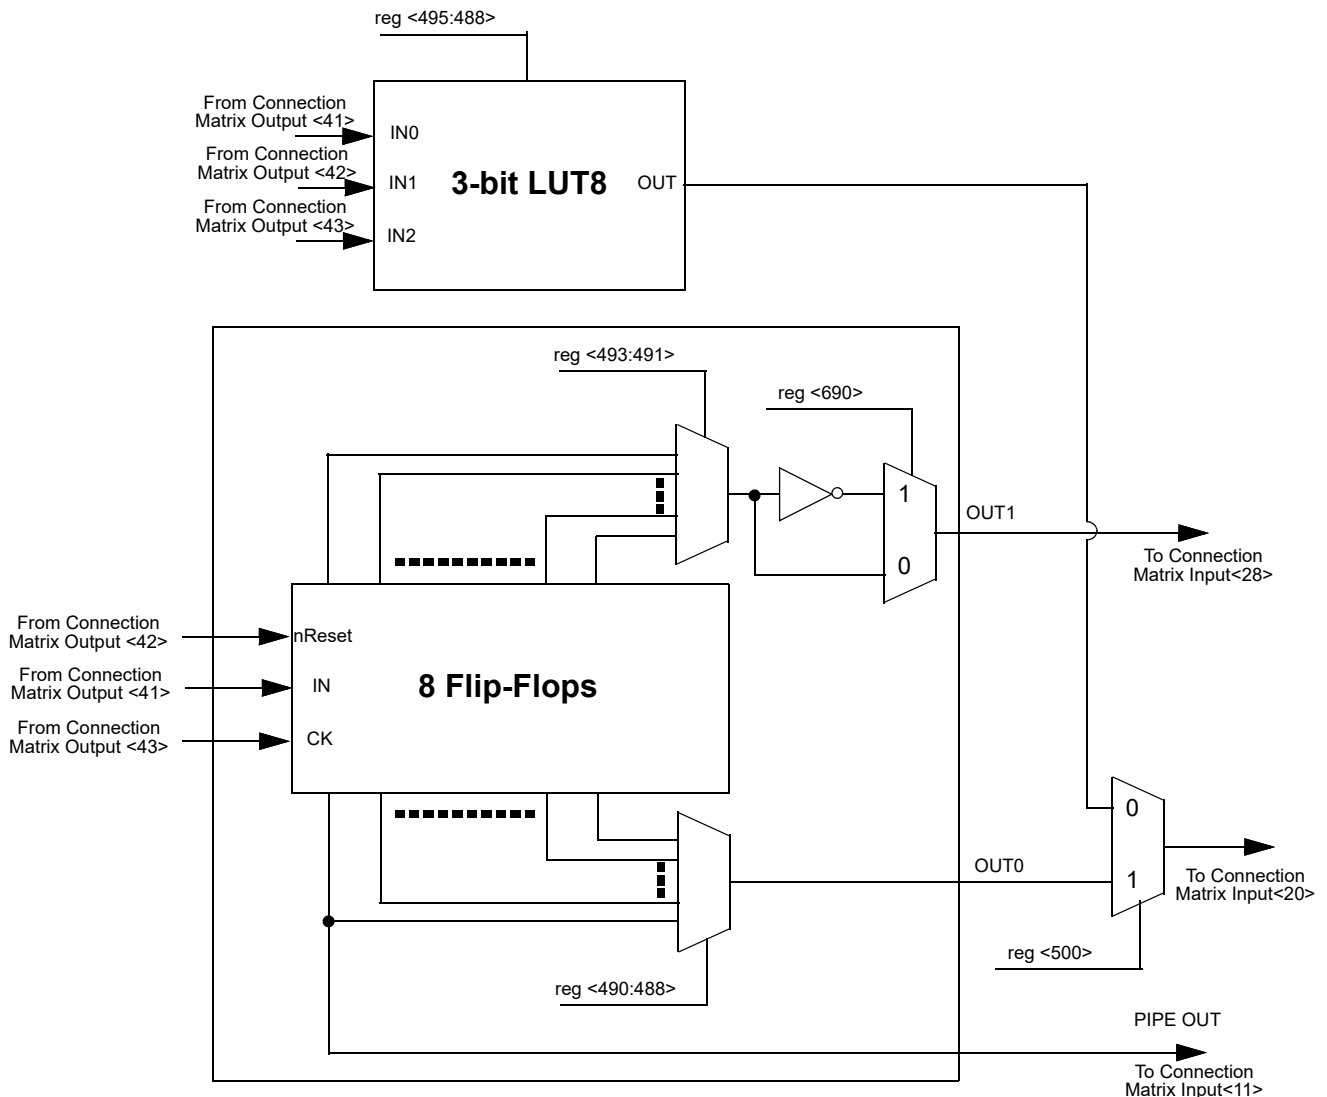 reg <495:488>
From Connection
Matrix Output <41>
IN0
From Connection
Matrix Output <42>
IN1
3-bit LUT8
OUT
From Connection
Matrix Output <43>
IN2
reg <493:491>
reg <690>
1
OUT1
0
To Connection
Matrix Input<28>
From Connection
Matrix Output <42>
nReset
From Connection
Matrix Output <41>
IN
8 Flip-Flops
From Connection
Matrix Output <43>
CK
0
OUT0
1
To Connection
Matrix Input<20>
reg <500>
reg <490:488>
PIPE OUT
To Connection
Matrix Input<11>